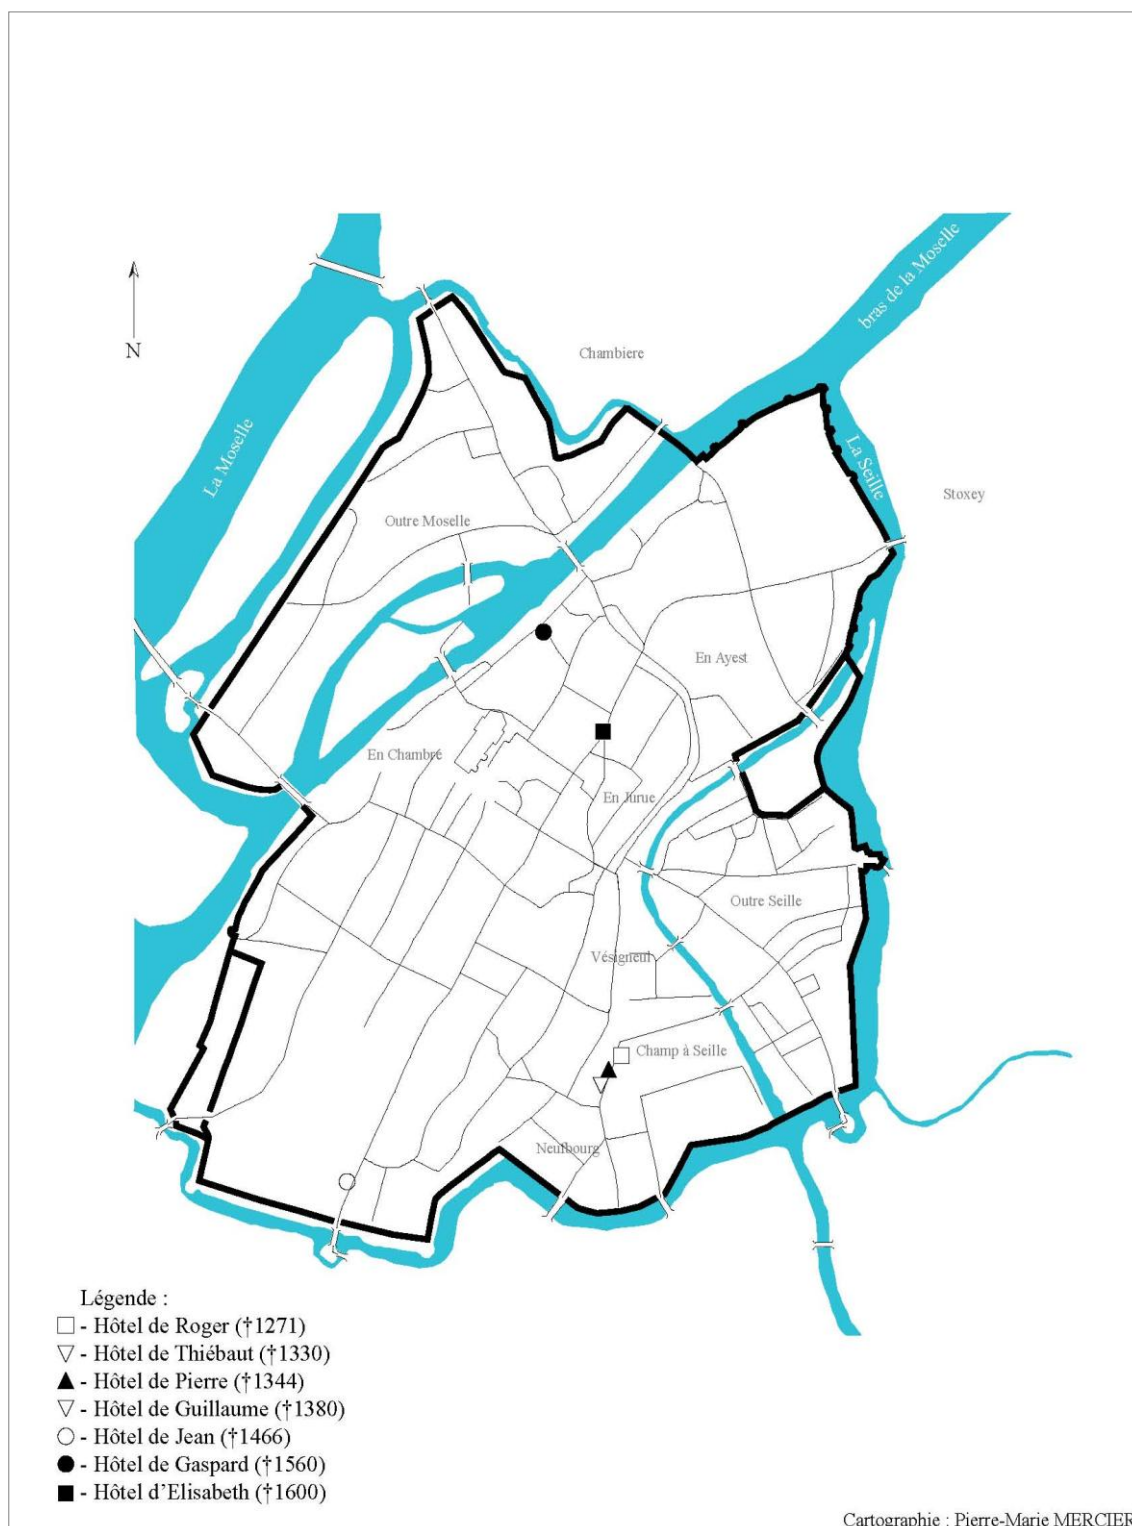 bras de la Moselle
N
Chambiere
La Moselle
La Seille
Stoxey
Outre Moselle
En Ayest
En Chambré
En Jurue
Outre Seille
Vésigneul
Champ à Seille
Neufbourg
Légende :
- Hôtel de Roger (†1271)
- Hôtel de Thiébaut (†1330)
- Hôtel de Pierre (†1344)
- Hôtel de Guillaume (†1380)
- Hôtel de Jean (†1466)
- Hôtel de Gaspard (†1560)
- Hôtel d’Elisabeth (†1600)
Cartographie : Pierre-Marie MERCIER